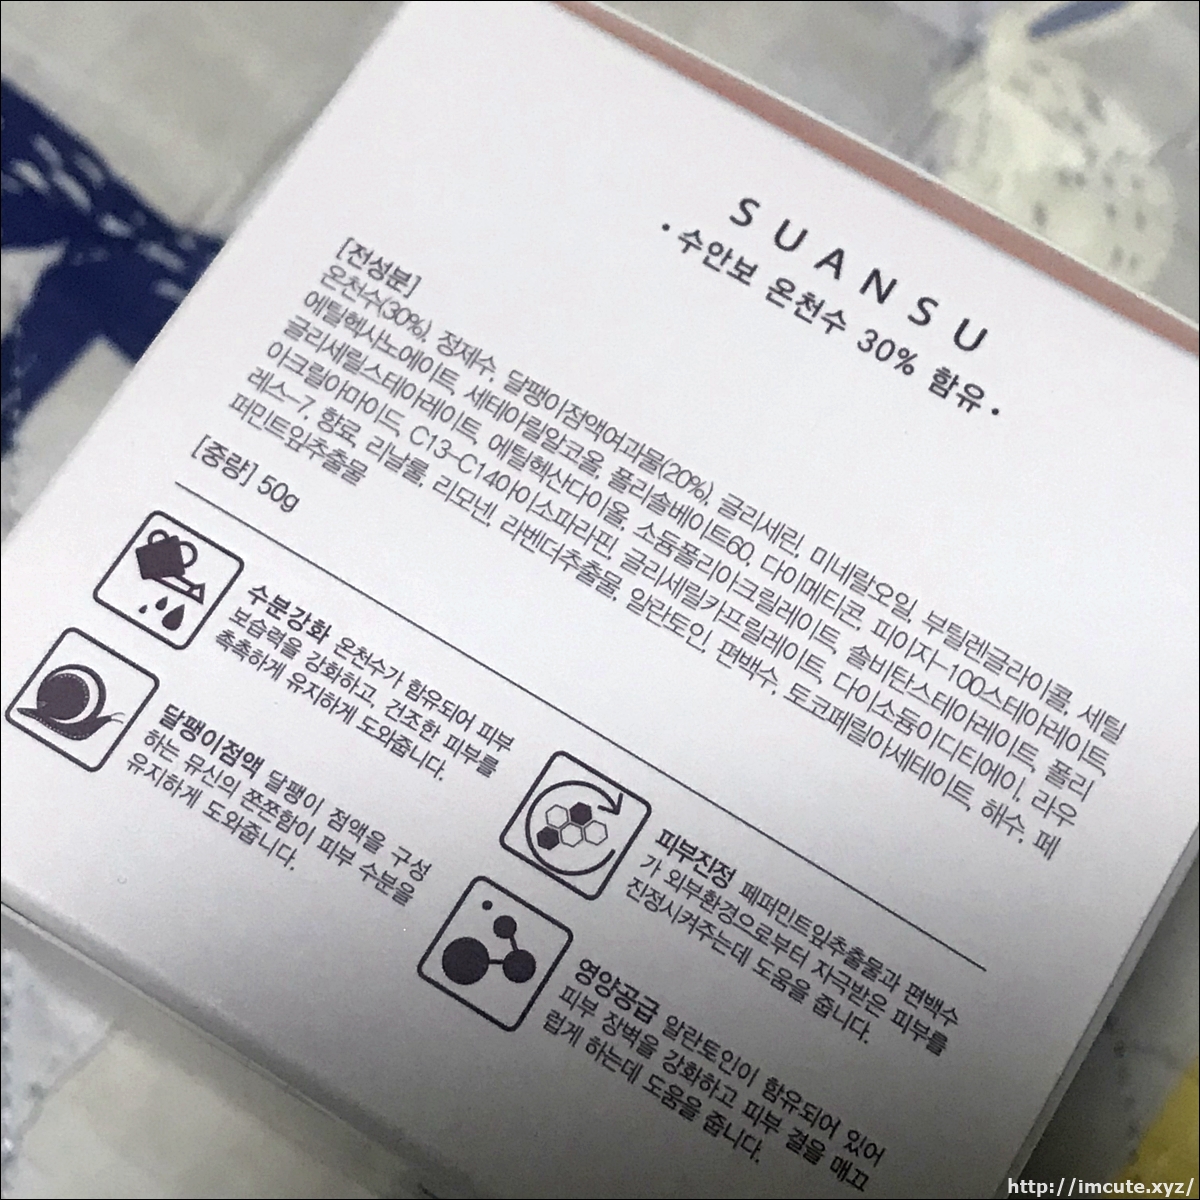 SUANSU
·수안보 온천수 30% 함유·
[전성분]
온천수(30%), 정제수, 달팽이점액여과물(20%), 글리세린, 미네랄오일, 부틸렌글라이콜, 세틸
에틸헥사노에이트, 세테아릴알코올, 폴리솔베이트60, 다이메티콘, 피이지-100스테아레이트,
글리세릴스테아레이트, 에틸헥산다이올, 소듐폴리아크릴레이트, 솔비탄스테아레이트, 폴리
아크릴아마이드, C13-C14아이소파라핀, 글리세릴카프릴레이트, 다이소듐이디티에이, 라우
레스-7, 향료, 리날룰, 리모넨, 라벤더추출물, 알란토인, 편백수, 토코페릴아세테이트, 해수, 페
퍼민트잎추출물
[중량] 50g
수분강화 온천수가 함유되어 피부
보습력을 강화하고, 건조한 피부를
촉촉하게 유지하게 도와줍니다.
달팽이점액 달팽이 점액을 구성
하는 뮤신의 쫀쫀함이 피부 수분을
유지하게 도와줍니다.
피부진정 페퍼민트잎추출물과 편백수
가 외부환경으로부터 자극받은 피부를
진정시켜주는데 도움을 줍니다.
영양공급 알란토인이 함유되어 있어
피부 장벽을 강화하고 피부 결을 매끄
럽게 하는데 도움을 줍니다.
http://imcute.xyz/